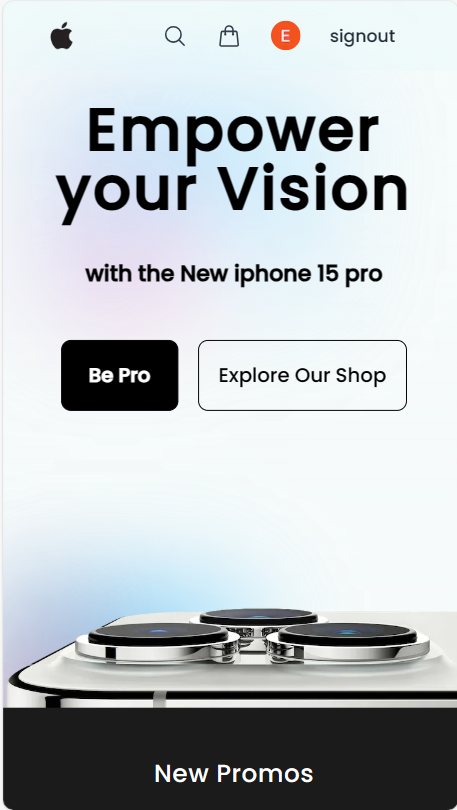 E
signout
Empower
your Vision
with the New iphone 15 pro
Be Pro
Explore Our Shop
New Promos